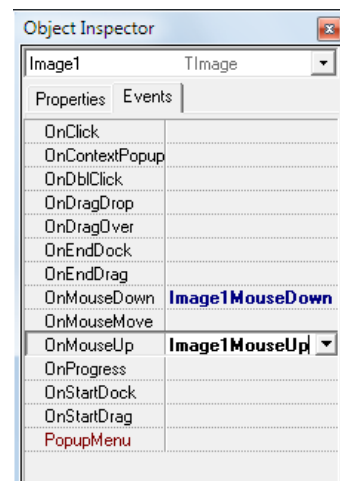 Object Inspector
Image1 TImage
Properties Events
OnClick
OnContextPopup
OnDblClick
OnDragDrop
OnDragOver
OnEndDock
OnEndDrag
OnMouseDown Image1MouseDown
OnMouseMove
OnMouseUp Image1MouseUp
OnProgress
OnStartDock
OnStartDrag
PopupMenu